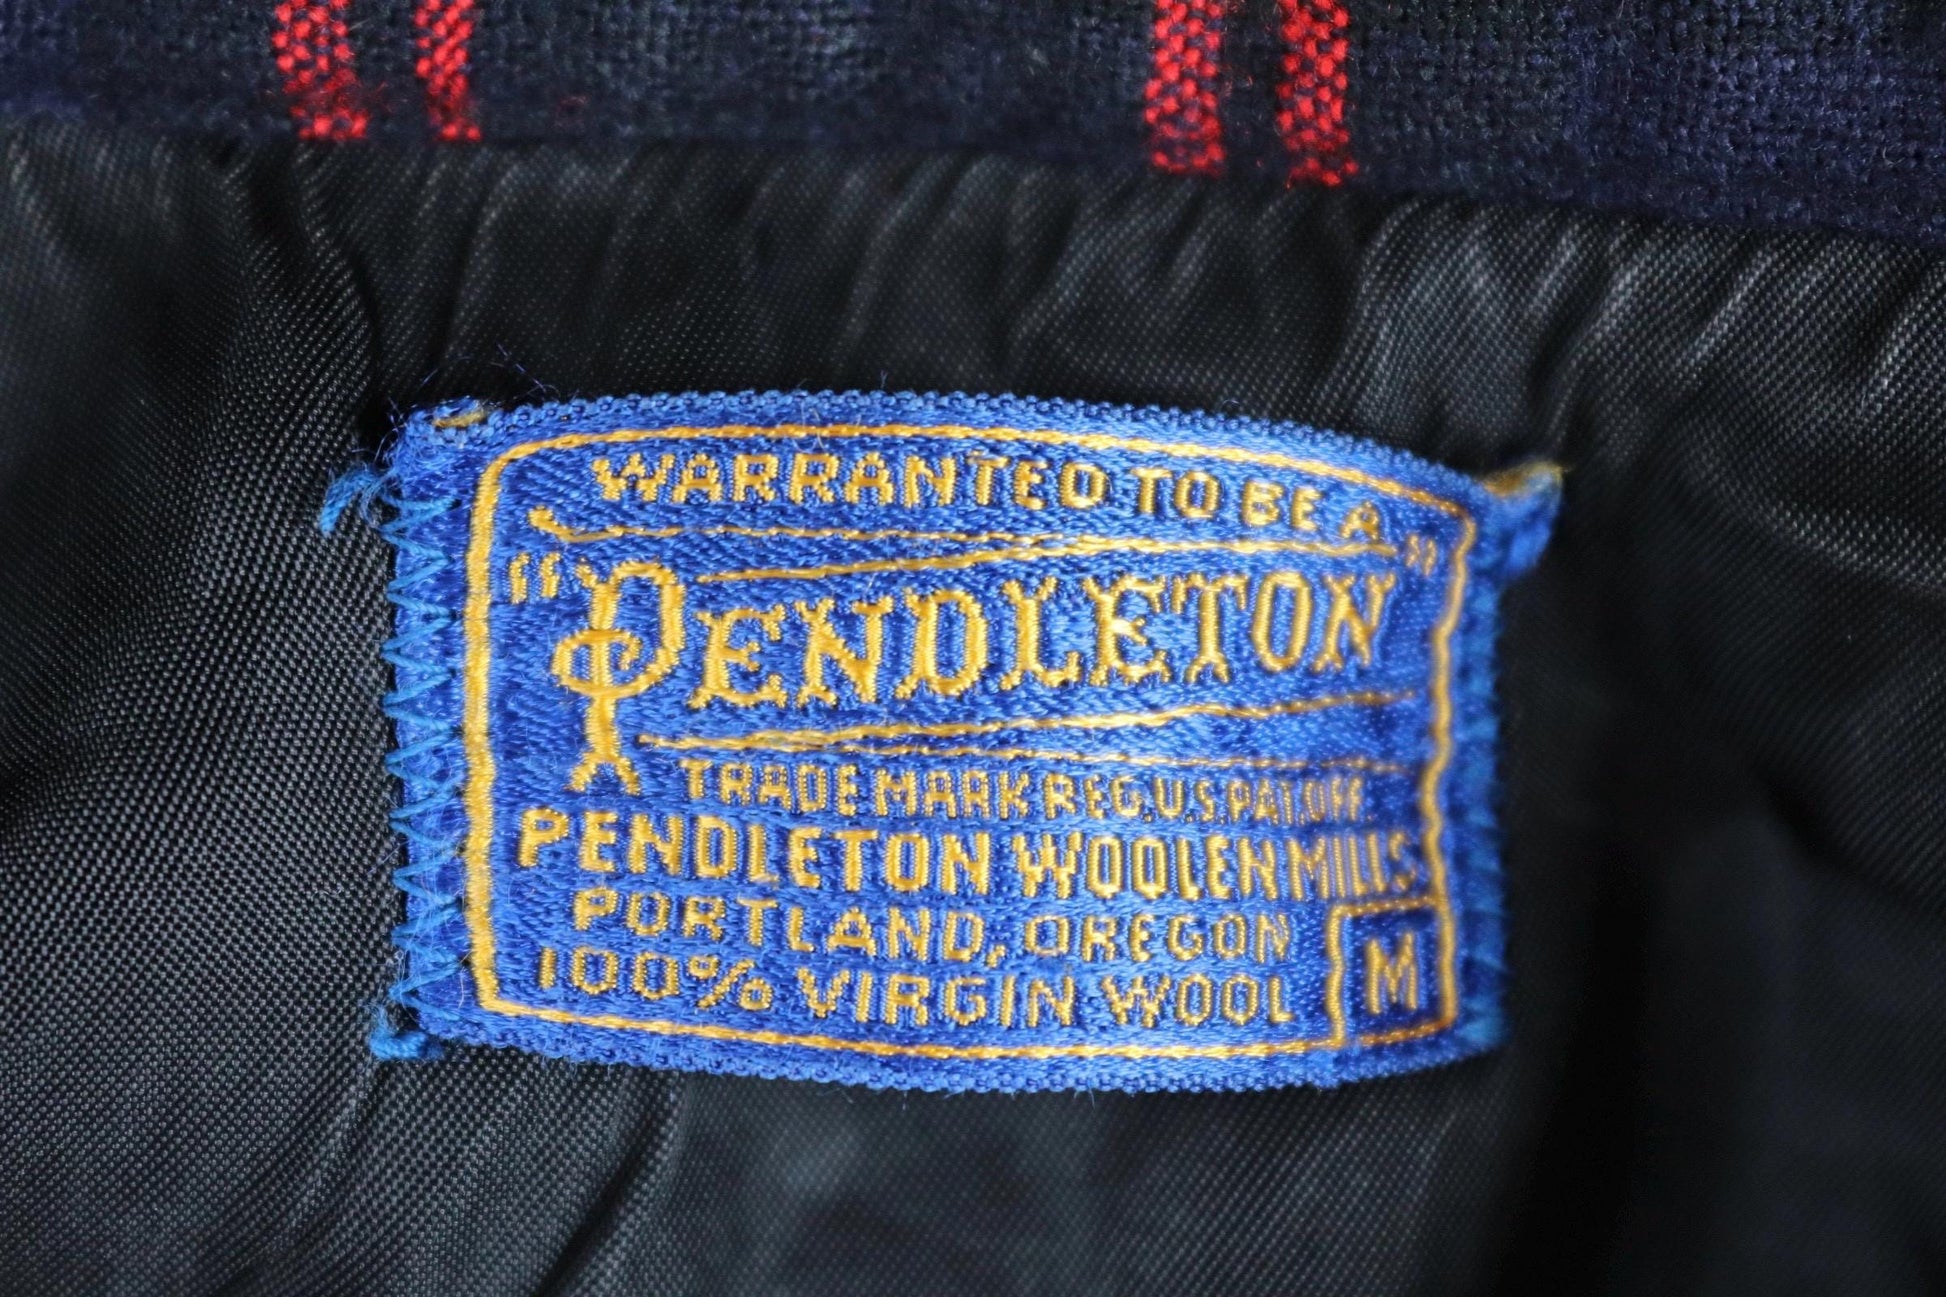 WARRANTED TO BE A
"PENDLETON"
TRADE MARK REG. U.S. PAT. OFF.
PENDLETON WOOLEN MILLS
PORTLAND, OREGON
100% VIRGIN WOOL
M